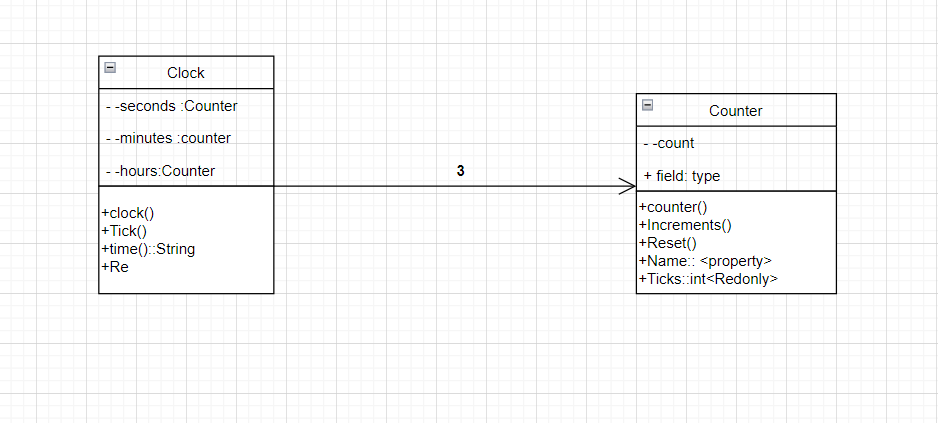 Clock
- -seconds :Counter
- -minutes :counter
- -hours:Counter
+clock()
+Tick()
+time()::String
+Re
3
Counter
- -count
+ field: type
+counter()
+Increments()
+Reset()
+Name:: <property>
+Ticks::int<Redonly>